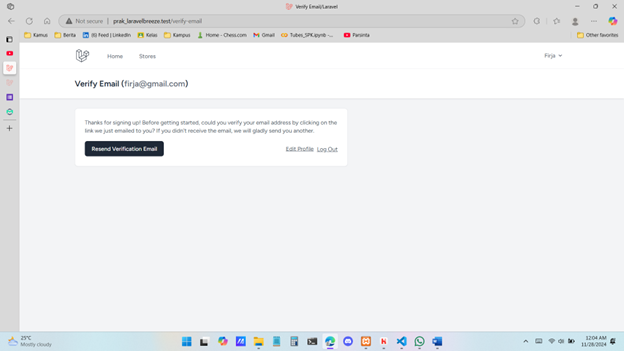 Verify Email/Laravel
Not secure
prak_laravelbreeze.test/verify-email
Kamus
Berita
(6) Feed | LinkedIn
Kelas
Kampus
Home - Chess.com
Gmail
Tubes_SPK.ipynb -...
Parsinta
Other favorites
Home
Stores
Firja
Verify Email (firja@gmail.com)
Thanks for signing up! Before getting started, could you verify your email address by clicking on the
link we just emailed to you? If you didn't receive the email, we will gladly send you another.
Resend Verification Email
Edit Profile
Log Out
25°C
Mostly cloudy
12:04 AM
11/28/2024